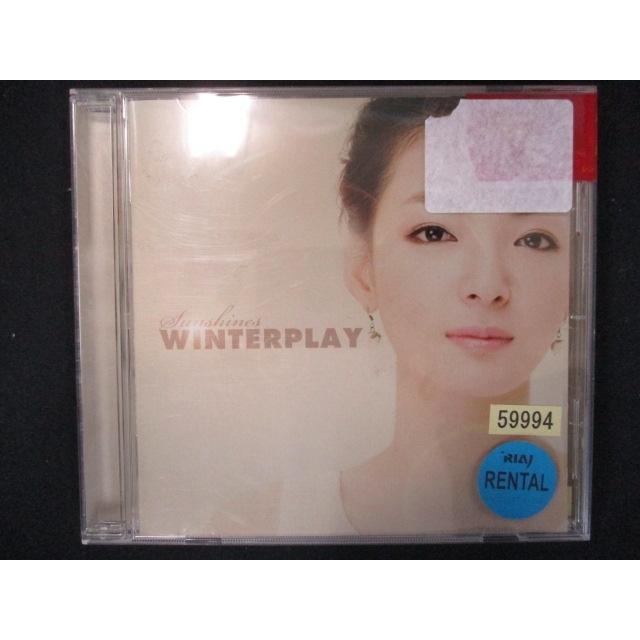 Sunshines
WINTERPLAY
59994
RIAJ
RENTAL